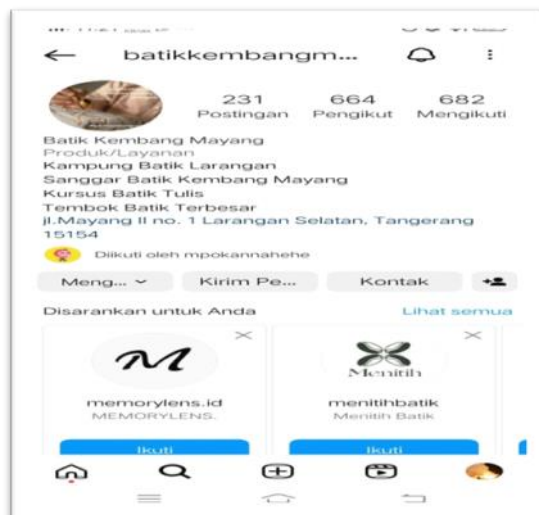 batikkembangm...
231 664 682
Postingan Pengikut Mengikuti
Batik Kembang Mayang
Produk/Layanan
Kampung Batik Larangan
Sanggar Batik Kembang Mayang
Kursus Batik Tulis
Tembok Batik Terbesar
jl.Mayang II no. 1 Larangan Selatan, Tangerang
15154
Diikuti oleh mpokannahehe
Meng... Kirim Pe... Kontak
Disarankan untuk Anda Lihat semua
M Menitih
memorylens.id menitihbatik
MEMORYLENS. Menitih Batik
Ikuti Ikuti